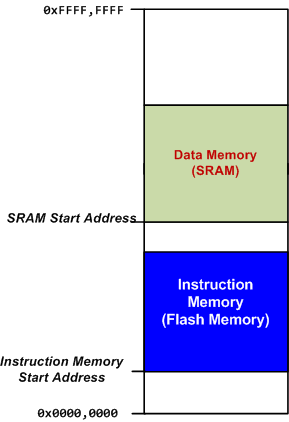 0xFFFF,FFFF
Data Memory
(SRAM)
SRAM Start Address
Instruction
Memory
(Flash Memory)
Instruction Memory
Start Address
0x0000,0000